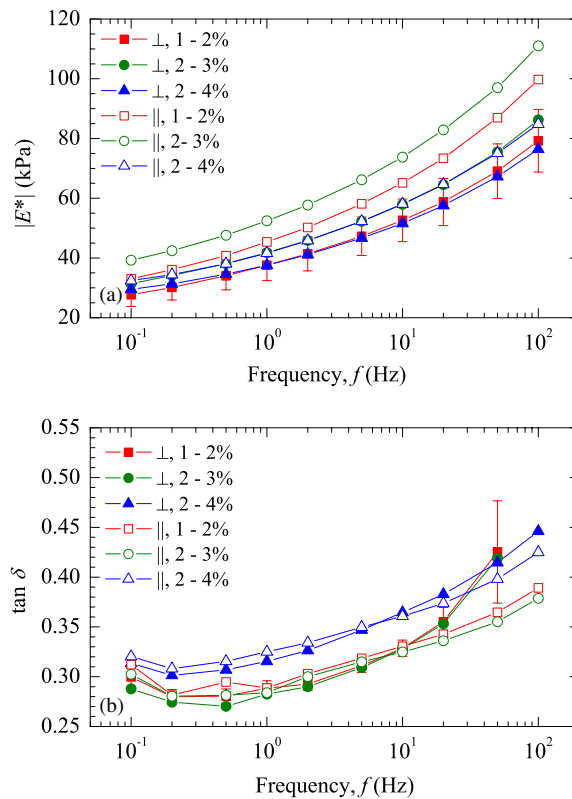 120
100
80
60
40
20
|E*| (kPa)
⊥, 1 - 2%
⊥, 2 - 3%
⊥, 2 - 4%
||, 1 - 2%
||, 2- 3%
||, 2 - 4%
(a)
10⁻¹ 10⁰ 10¹ 10²
Frequency, f (Hz)
0.55
0.50
0.45
0.40
0.35
0.30
0.25
tan δ
⊥, 1 - 2%
⊥, 2 - 3%
⊥, 2 - 4%
||, 1 - 2%
||, 2 - 3%
||, 2 - 4%
(b)
10⁻¹ 10⁰ 10¹ 10²
Frequency, f (Hz)